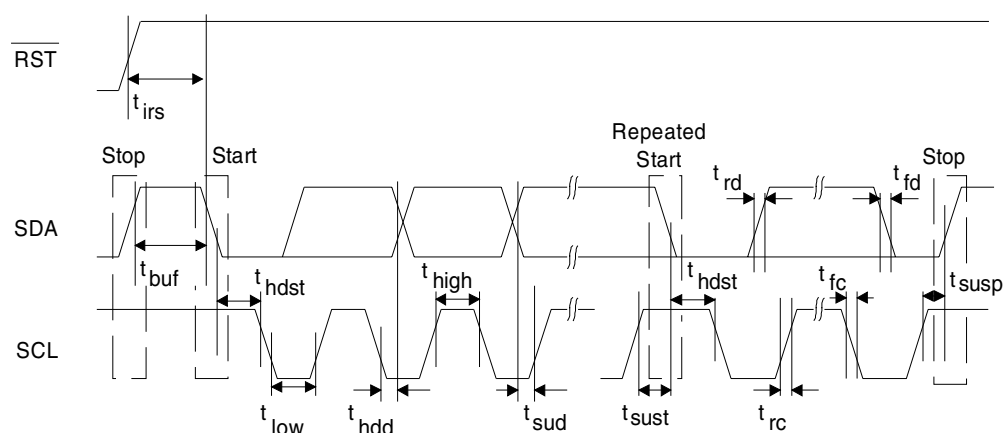 RST
t irs
Repeated
Stop Start Start Stop
t rd t fd
SDA
t buf t hdst t high t hdst t fc t susp
SCL
t low t hdd t sud t sust t rc